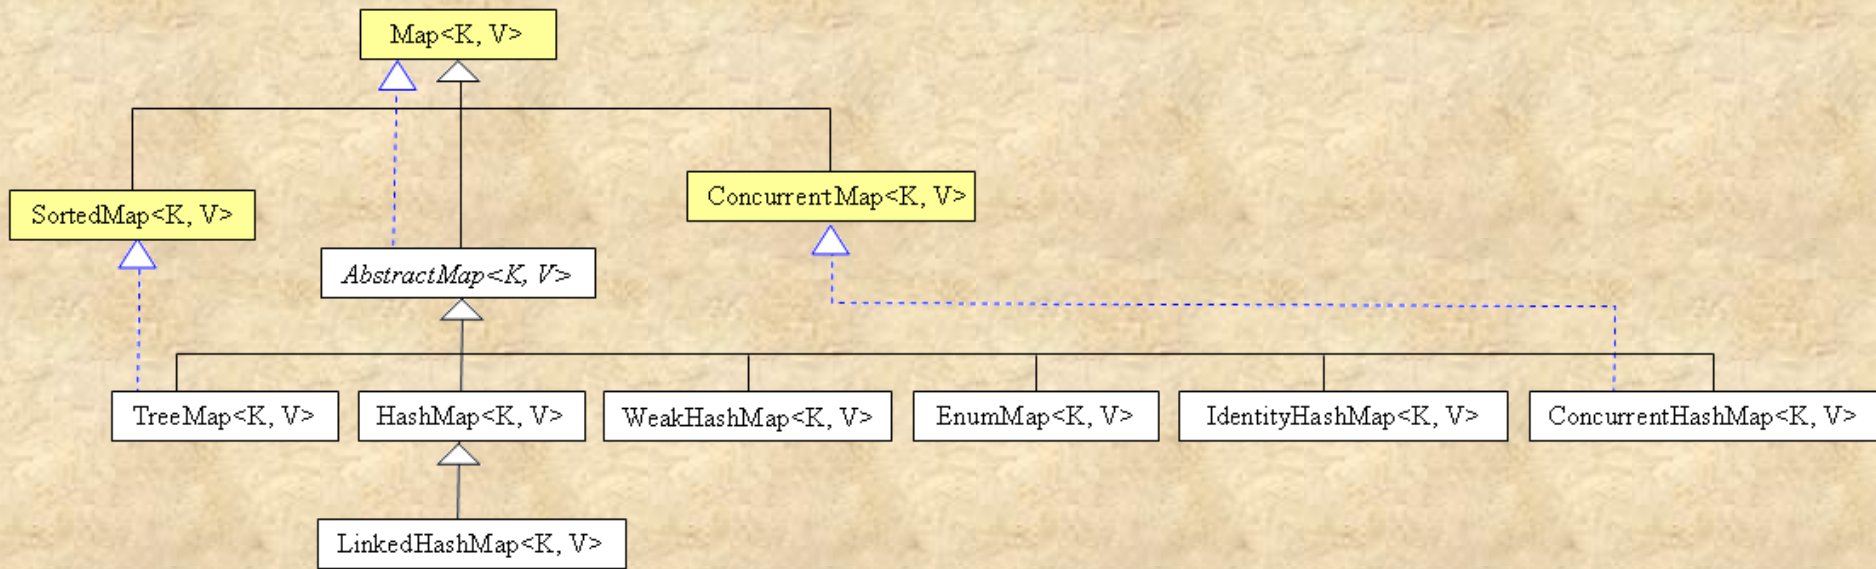 Map<K, V>
SortedMap<K, V>
ConcurrentMap<K, V>
AbstractMap<K, V>
TreeMap<K, V>
HashMap<K, V>
WeakHashMap<K, V>
EnumMap<K, V>
IdentityHashMap<K, V>
ConcurrentHashMap<K, V>
LinkedHashMap<K, V>